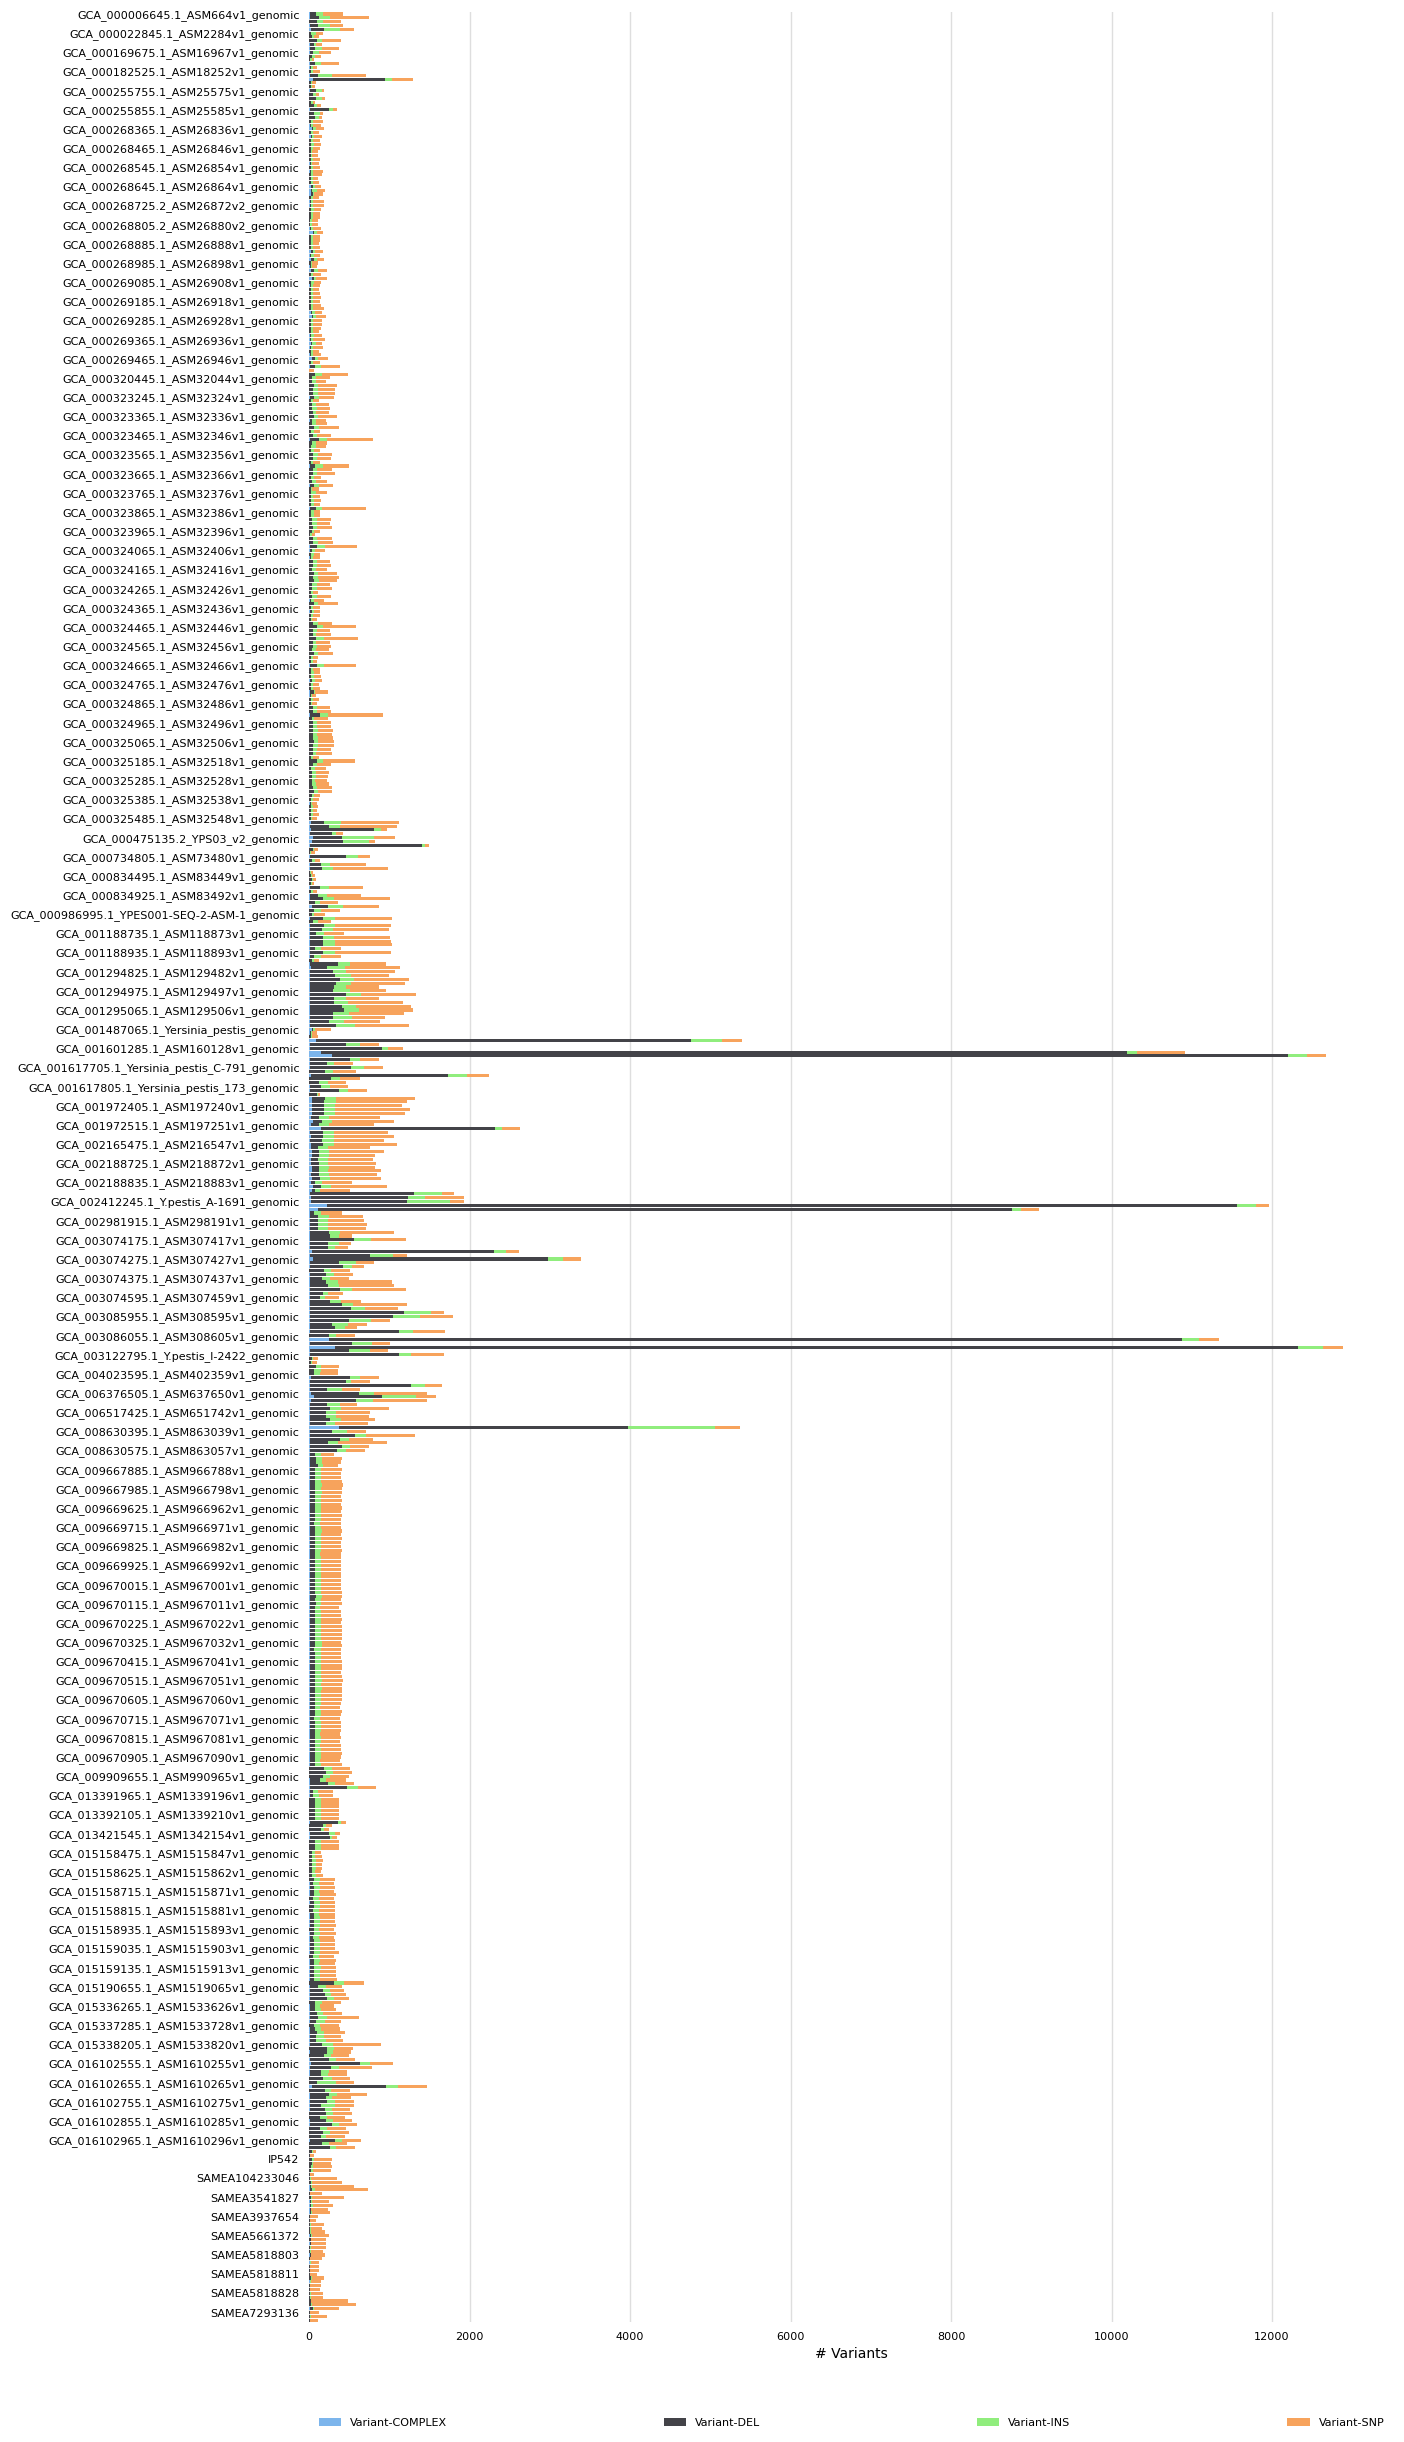 GCA_000006645.1_ASM664v1_genomic
GCA_000022845.1_ASM2284v1_genomic
GCA_000169675.1_ASM16967v1_genomic
GCA_000182525.1_ASM18252v1_genomic
GCA_000255755.1_ASM25575v1_genomic
GCA_000255855.1_ASM25585v1_genomic
GCA_000268365.1_ASM26836v1_genomic
GCA_000268465.1_ASM26846v1_genomic
GCA_000268545.1_ASM26854v1_genomic
GCA_000268645.1_ASM26864v1_genomic
GCA_000268725.2_ASM26872v2_genomic
GCA_000268805.2_ASM26880v2_genomic
GCA_000268885.1_ASM26888v1_genomic
GCA_000268985.1_ASM26898v1_genomic
GCA_000269085.1_ASM26908v1_genomic
GCA_000269185.1_ASM26918v1_genomic
GCA_000269285.1_ASM26928v1_genomic
GCA_000269365.1_ASM26936v1_genomic
GCA_000269465.1_ASM26946v1_genomic
GCA_000320445.1_ASM32044v1_genomic
GCA_000323245.1_ASM32324v1_genomic
GCA_000323365.1_ASM32336v1_genomic
GCA_000323465.1_ASM32346v1_genomic
GCA_000323565.1_ASM32356v1_genomic
GCA_000323665.1_ASM32366v1_genomic
GCA_000323765.1_ASM32376v1_genomic
GCA_000323865.1_ASM32386v1_genomic
GCA_000323965.1_ASM32396v1_genomic
GCA_000324065.1_ASM32406v1_genomic
GCA_000324165.1_ASM32416v1_genomic
GCA_000324265.1_ASM32426v1_genomic
GCA_000324365.1_ASM32436v1_genomic
GCA_000324465.1_ASM32446v1_genomic
GCA_000324565.1_ASM32456v1_genomic
GCA_000324665.1_ASM32466v1_genomic
GCA_000324765.1_ASM32476v1_genomic
GCA_000324865.1_ASM32486v1_genomic
GCA_000324965.1_ASM32496v1_genomic
GCA_000325065.1_ASM32506v1_genomic
GCA_000325185.1_ASM32518v1_genomic
GCA_000325285.1_ASM32528v1_genomic
GCA_000325385.1_ASM32538v1_genomic
GCA_000325485.1_ASM32548v1_genomic
GCA_000475135.2_YPS03_v2_genomic
GCA_000734805.1_ASM73480v1_genomic
GCA_000834495.1_ASM83449v1_genomic
GCA_000834925.1_ASM83492v1_genomic
GCA_000986995.1_YPES001-SEQ-2-ASM-1_genomic
GCA_001188735.1_ASM118873v1_genomic
GCA_001188935.1_ASM118893v1_genomic
GCA_001294825.1_ASM129482v1_genomic
GCA_001294975.1_ASM129497v1_genomic
GCA_001295065.1_ASM129506v1_genomic
GCA_001487065.1_Yersinia_pestis_genomic
GCA_001601285.1_ASM160128v1_genomic
GCA_001617705.1_Yersinia_pestis_C-791_genomic
GCA_001617805.1_Yersinia_pestis_173_genomic
GCA_001972405.1_ASM197240v1_genomic
GCA_001972515.1_ASM197251v1_genomic
GCA_002165475.1_ASM216547v1_genomic
GCA_002188725.1_ASM218872v1_genomic
GCA_002188835.1_ASM218883v1_genomic
GCA_002412245.1_Y.pestis_A-1691_genomic
GCA_002981915.1_ASM298191v1_genomic
GCA_003074175.1_ASM307417v1_genomic
GCA_003074275.1_ASM307427v1_genomic
GCA_003074375.1_ASM307437v1_genomic
GCA_003074595.1_ASM307459v1_genomic
GCA_003085955.1_ASM308595v1_genomic
GCA_003086055.1_ASM308605v1_genomic
GCA_003122795.1_Y.pestis_I-2422_genomic
GCA_004023595.1_ASM402359v1_genomic
GCA_006376505.1_ASM637650v1_genomic
GCA_006517425.1_ASM651742v1_genomic
GCA_008630395.1_ASM863039v1_genomic
GCA_008630575.1_ASM863057v1_genomic
GCA_009667885.1_ASM966788v1_genomic
GCA_009667985.1_ASM966798v1_genomic
GCA_009669625.1_ASM966962v1_genomic
GCA_009669715.1_ASM966971v1_genomic
GCA_009669825.1_ASM966982v1_genomic
GCA_009669925.1_ASM966992v1_genomic
GCA_009670015.1_ASM967001v1_genomic
GCA_009670115.1_ASM967011v1_genomic
GCA_009670225.1_ASM967022v1_genomic
GCA_009670325.1_ASM967032v1_genomic
GCA_009670415.1_ASM967041v1_genomic
GCA_009670515.1_ASM967051v1_genomic
GCA_009670605.1_ASM967060v1_genomic
GCA_009670715.1_ASM967071v1_genomic
GCA_009670815.1_ASM967081v1_genomic
GCA_009670905.1_ASM967090v1_genomic
GCA_009909655.1_ASM990965v1_genomic
GCA_013391965.1_ASM1339196v1_genomic
GCA_013392105.1_ASM1339210v1_genomic
GCA_013421545.1_ASM1342154v1_genomic
GCA_015158475.1_ASM1515847v1_genomic
GCA_015158625.1_ASM1515862v1_genomic
GCA_015158715.1_ASM1515871v1_genomic
GCA_015158815.1_ASM1515881v1_genomic
GCA_015158935.1_ASM1515893v1_genomic
GCA_015159035.1_ASM1515903v1_genomic
GCA_015159135.1_ASM1515913v1_genomic
GCA_015190655.1_ASM1519065v1_genomic
GCA_015336265.1_ASM1533626v1_genomic
GCA_015337285.1_ASM1533728v1_genomic
GCA_015338205.1_ASM1533820v1_genomic
GCA_016102555.1_ASM1610255v1_genomic
GCA_016102655.1_ASM1610265v1_genomic
GCA_016102755.1_ASM1610275v1_genomic
GCA_016102855.1_ASM1610285v1_genomic
GCA_016102965.1_ASM1610296v1_genomic
IP542
SAMEA104233046
SAMEA3541827
SAMEA3937654
SAMEA5661372
SAMEA5818803
SAMEA5818811
SAMEA5818828
SAMEA7293136
0 2000 4000 6000 8000 10000 12000
# Variants
Variant-COMPLEX Variant-DEL Variant-INS Variant-SNP